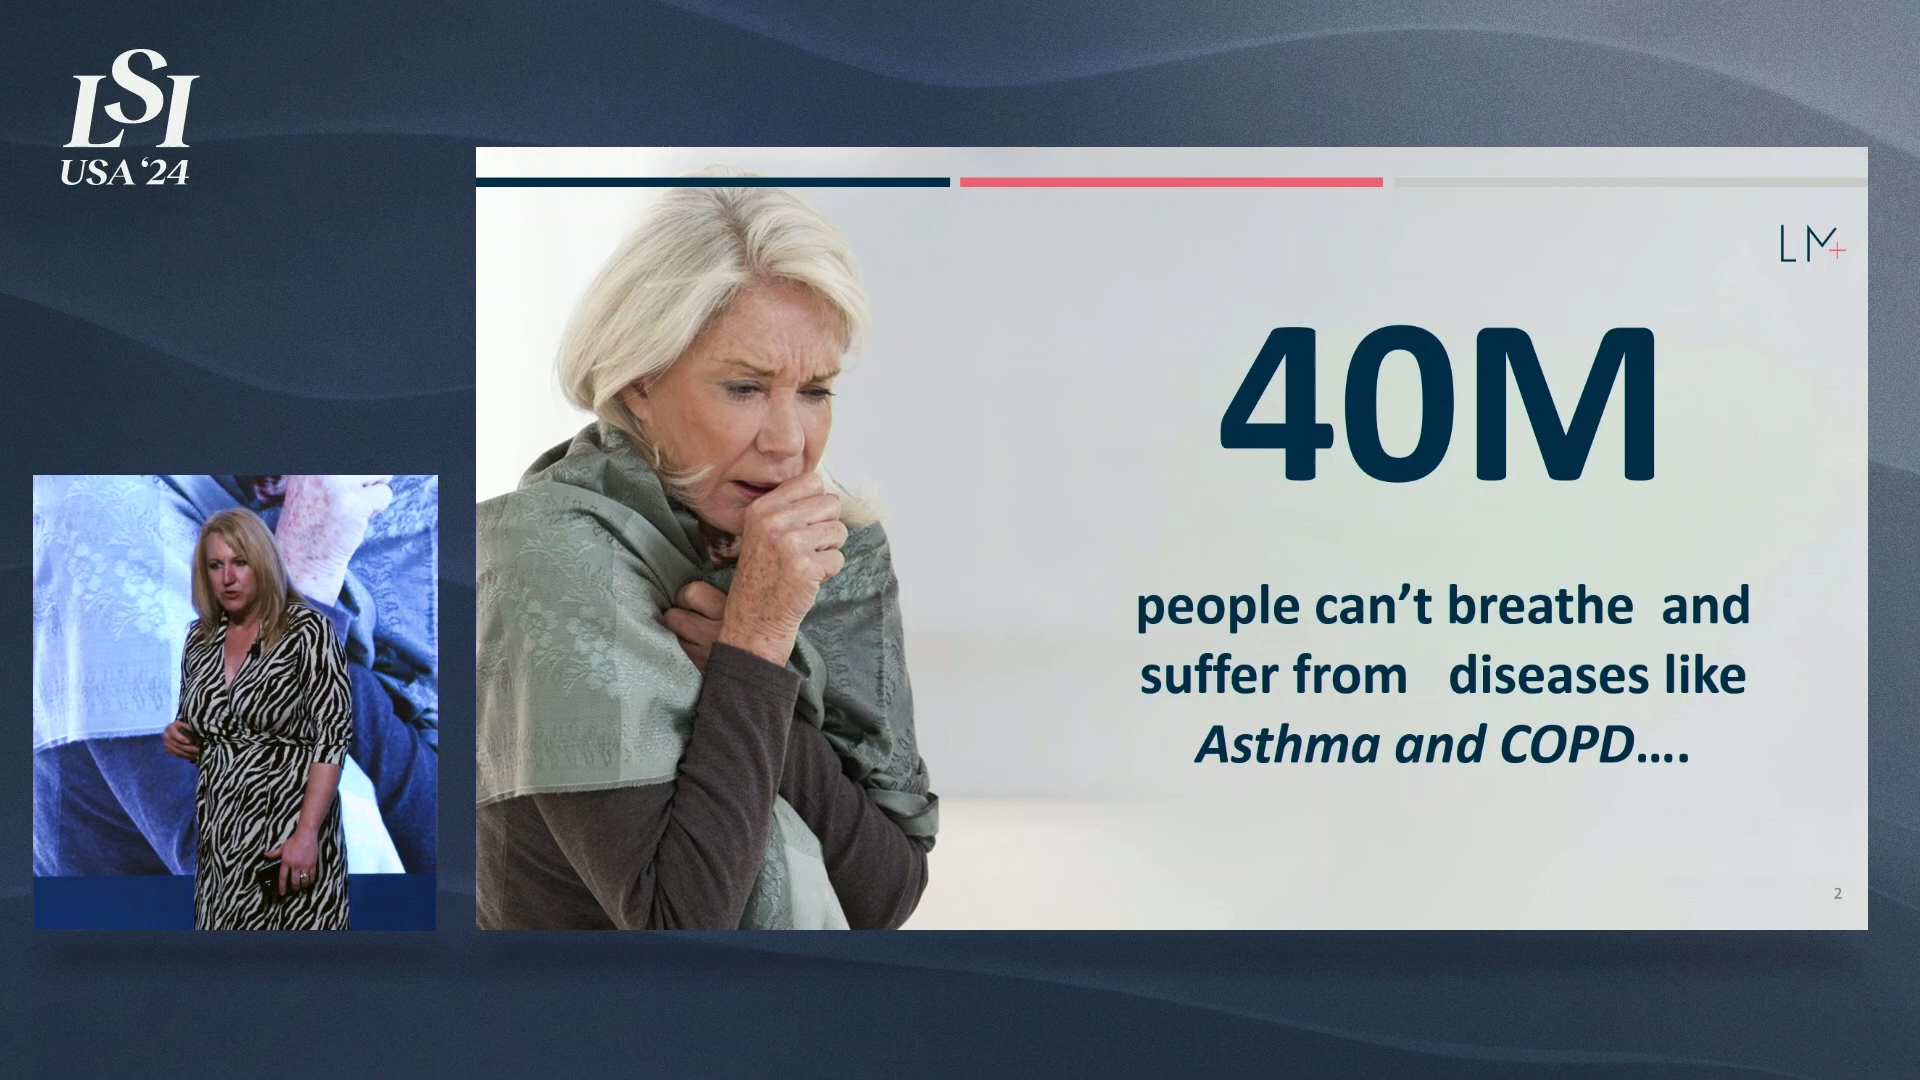 LSI
USA ‘24
LM+
40M
people can’t breathe and
suffer from diseases like
Asthma and COPD....
2